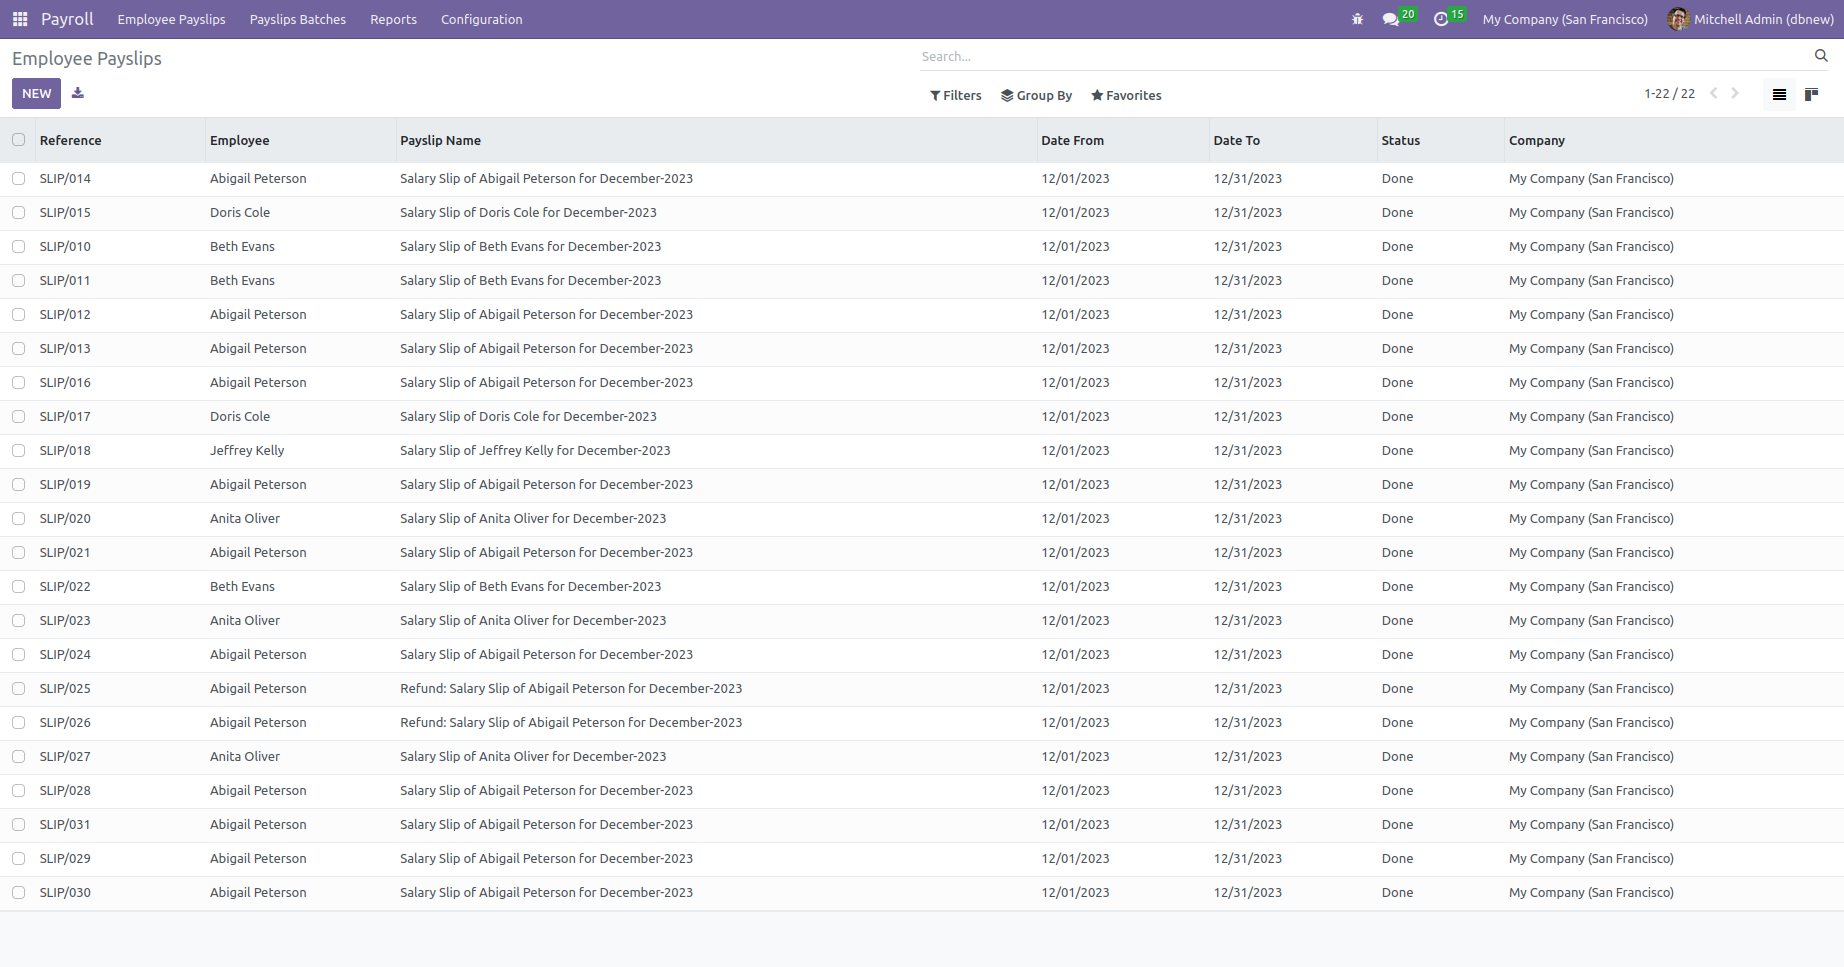 Payroll Employee Payslips Payslips Batches Reports Configuration 20 15 My Company (San Francisco) Mitchell Admin (dbnew)
Employee Payslips Search...
NEW Filters Group By Favorites 1-22 / 22
Reference Employee Payslip Name Date From Date To Status Company
SLIP/014 Abigail Peterson Salary Slip of Abigail Peterson for December-2023 12/01/2023 12/31/2023 Done My Company (San Francisco)
SLIP/015 Doris Cole Salary Slip of Doris Cole for December-2023 12/01/2023 12/31/2023 Done My Company (San Francisco)
SLIP/010 Beth Evans Salary Slip of Beth Evans for December-2023 12/01/2023 12/31/2023 Done My Company (San Francisco)
SLIP/011 Beth Evans Salary Slip of Beth Evans for December-2023 12/01/2023 12/31/2023 Done My Company (San Francisco)
SLIP/012 Abigail Peterson Salary Slip of Abigail Peterson for December-2023 12/01/2023 12/31/2023 Done My Company (San Francisco)
SLIP/013 Abigail Peterson Salary Slip of Abigail Peterson for December-2023 12/01/2023 12/31/2023 Done My Company (San Francisco)
SLIP/016 Abigail Peterson Salary Slip of Abigail Peterson for December-2023 12/01/2023 12/31/2023 Done My Company (San Francisco)
SLIP/017 Doris Cole Salary Slip of Doris Cole for December-2023 12/01/2023 12/31/2023 Done My Company (San Francisco)
SLIP/018 Jeffrey Kelly Salary Slip of Jeffrey Kelly for December-2023 12/01/2023 12/31/2023 Done My Company (San Francisco)
SLIP/019 Abigail Peterson Salary Slip of Abigail Peterson for December-2023 12/01/2023 12/31/2023 Done My Company (San Francisco)
SLIP/020 Anita Oliver Salary Slip of Anita Oliver for December-2023 12/01/2023 12/31/2023 Done My Company (San Francisco)
SLIP/021 Abigail Peterson Salary Slip of Abigail Peterson for December-2023 12/01/2023 12/31/2023 Done My Company (San Francisco)
SLIP/022 Beth Evans Salary Slip of Beth Evans for December-2023 12/01/2023 12/31/2023 Done My Company (San Francisco)
SLIP/023 Anita Oliver Salary Slip of Anita Oliver for December-2023 12/01/2023 12/31/2023 Done My Company (San Francisco)
SLIP/024 Abigail Peterson Salary Slip of Abigail Peterson for December-2023 12/01/2023 12/31/2023 Done My Company (San Francisco)
SLIP/025 Abigail Peterson Refund: Salary Slip of Abigail Peterson for December-2023 12/01/2023 12/31/2023 Done My Company (San Francisco)
SLIP/026 Abigail Peterson Refund: Salary Slip of Abigail Peterson for December-2023 12/01/2023 12/31/2023 Done My Company (San Francisco)
SLIP/027 Anita Oliver Salary Slip of Anita Oliver for December-2023 12/01/2023 12/31/2023 Done My Company (San Francisco)
SLIP/028 Abigail Peterson Salary Slip of Abigail Peterson for December-2023 12/01/2023 12/31/2023 Done My Company (San Francisco)
SLIP/031 Abigail Peterson Salary Slip of Abigail Peterson for December-2023 12/01/2023 12/31/2023 Done My Company (San Francisco)
SLIP/029 Abigail Peterson Salary Slip of Abigail Peterson for December-2023 12/01/2023 12/31/2023 Done My Company (San Francisco)
SLIP/030 Abigail Peterson Salary Slip of Abigail Peterson for December-2023 12/01/2023 12/31/2023 Done My Company (San Francisco)